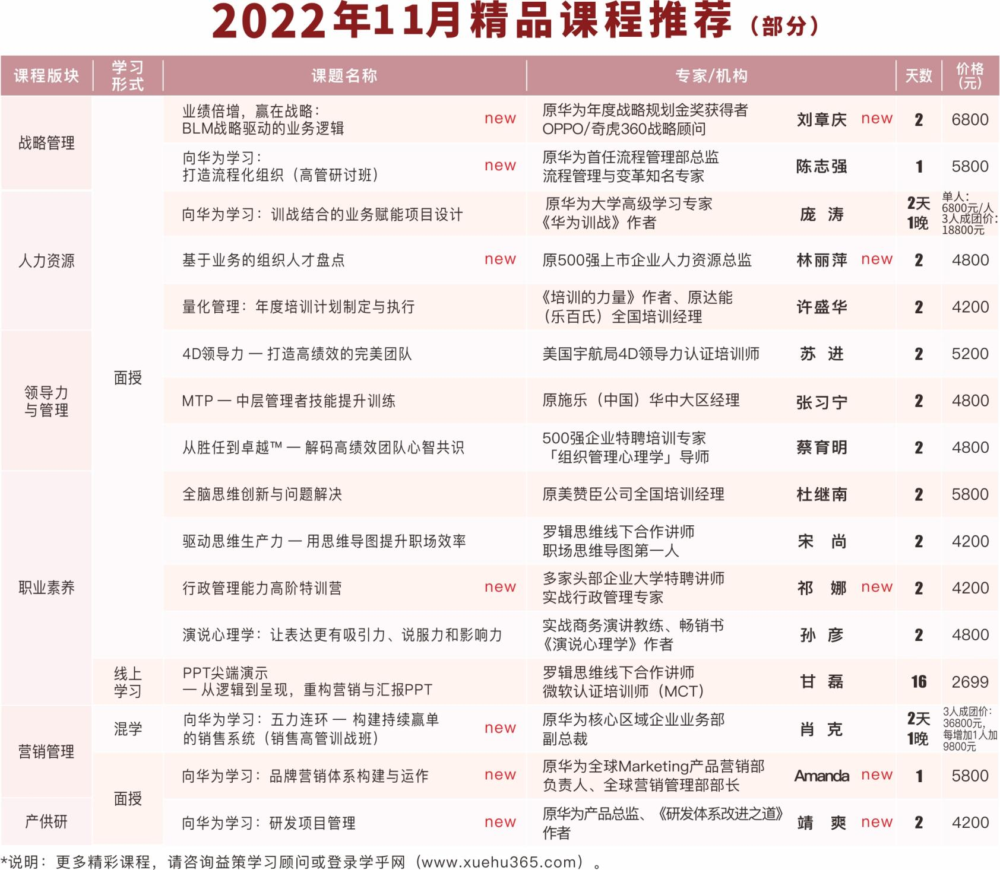 2022年11月精品课程推荐（部分）
课程版块 学习形式 课题名称 专家/机构 天数 价格(元)
战略管理
面授
业绩倍增，赢在战略：
BLM战略驱动的业务逻辑
new
原华为年度战略规划金奖获得者
OPPO/奇虎360战略顾问
刘章庆 new 2 6800
向华为学习：
打造流程化组织（高管研讨班）
new
原华为首任流程管理部总监
流程管理与变革知名专家
陈志强 1 5800
人力资源
向华为学习：训战结合的业务赋能项目设计
原华为大学高级学习专家
《华为训战》作者
庞 涛
2天
1晚
单人：
6800元/人
3人成团价：
18800元
基于业务的组织人才盘点 new 原500强上市企业人力资源总监 林丽萍 new 2 4800
量化管理：年度培训计划制定与执行
《培训的力量》作者、原达能
（乐百氏）全国培训经理
许盛华 2 4200
领导力
与管理
4D领导力 — 打造高绩效的完美团队 美国宇航局4D领导力认证培训师 苏 进 2 5200
MTP — 中层管理者技能提升训练 原施乐（中国）华中大区经理 张习宁 2 4800
从胜任到卓越™ — 解码高绩效团队心智共识
500强企业特聘培训专家
「组织管理心理学」导师
蔡育明 2 4800
职业素养
全脑思维创新与问题解决 原美赞臣公司全国培训经理 杜继南 2 5800
驱动思维生产力 — 用思维导图提升职场效率
罗辑思维线下合作讲师
职场思维导图第一人
宋 尚 2 4200
行政管理能力高阶特训营 new
多家头部企业大学特聘讲师
实战行政管理专家
祁 娜 new 2 4200
演说心理学：让表达更有吸引力、说服力和影响力
实战商务演讲教练、畅销书
《演说心理学》作者
孙 彦 2 4800
线上
学习
PPT尖端演示
— 从逻辑到呈现，重构营销与汇报PPT
罗辑思维线下合作讲师
微软认证培训师（MCT）
甘 磊 16 2699
营销管理
混学
向华为学习：五力连环 — 构建持续赢单
的销售系统（销售高管训战班）
new
原华为核心区域企业业务部
副总裁
肖 克
2天
1晚
3人成团价：
36800元，
每增加1人加
9800元
面授
向华为学习：品牌营销体系构建与运作 new
原华为全球Marketing产品营销部
负责人、全球营销管理部部长
Amanda new 1 5800
产供研
向华为学习：研发项目管理 new
原华为产品总监、《研发体系改进之道》
作者
靖 爽 new 2 4200
*说明：更多精彩课程，请咨询益策学习顾问或登录学乎网（www.xuehu365.com）。